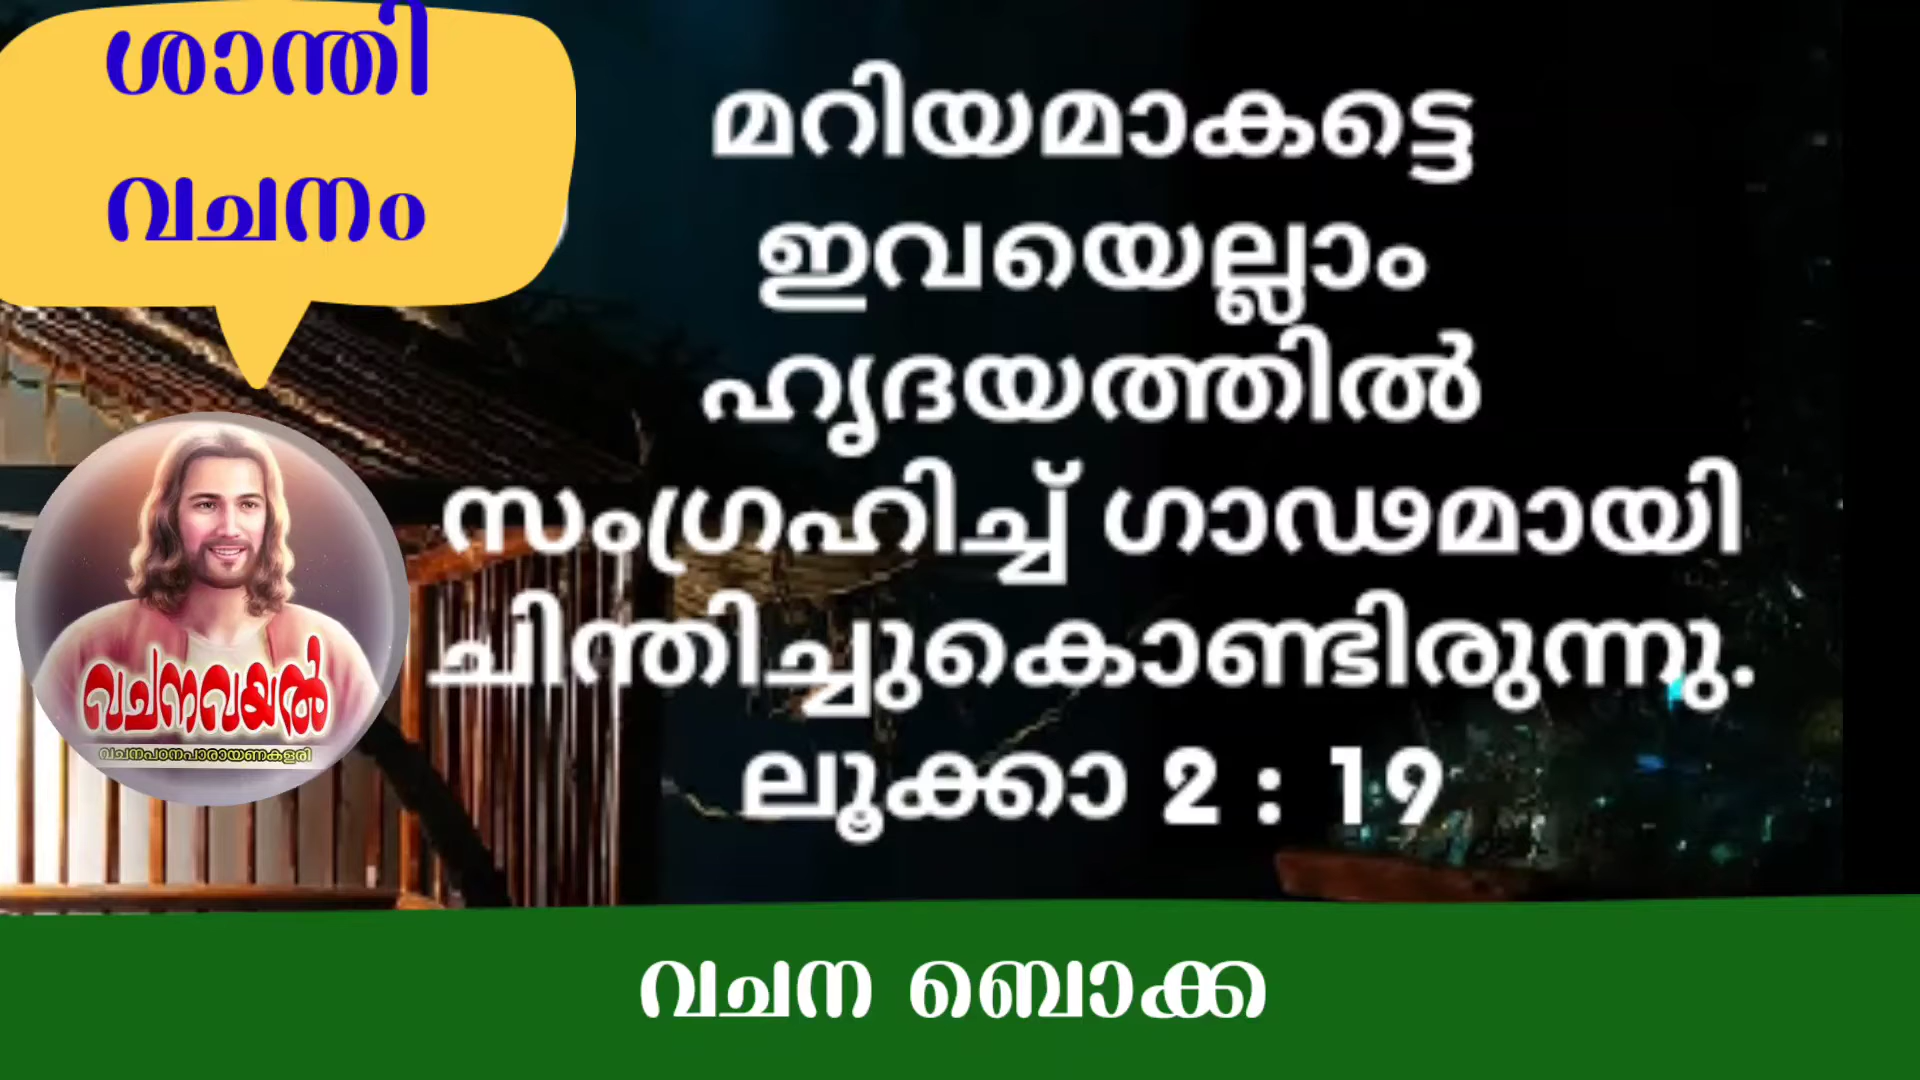 ശാന്തി
വചനം
മറിയമാകട്ടെ
ഇവയെല്ലാം
ഹൃദയത്തിൽ
സംഗ്രഹിച്ച് ഗാഢമായി
ചിന്തിച്ചുകൊണ്ടിരുന്നു.
ലൂക്കാ 2 : 19
വചനവയൽ
വചനപഠനപാരായണകളരി
വചന ബൊക്ക